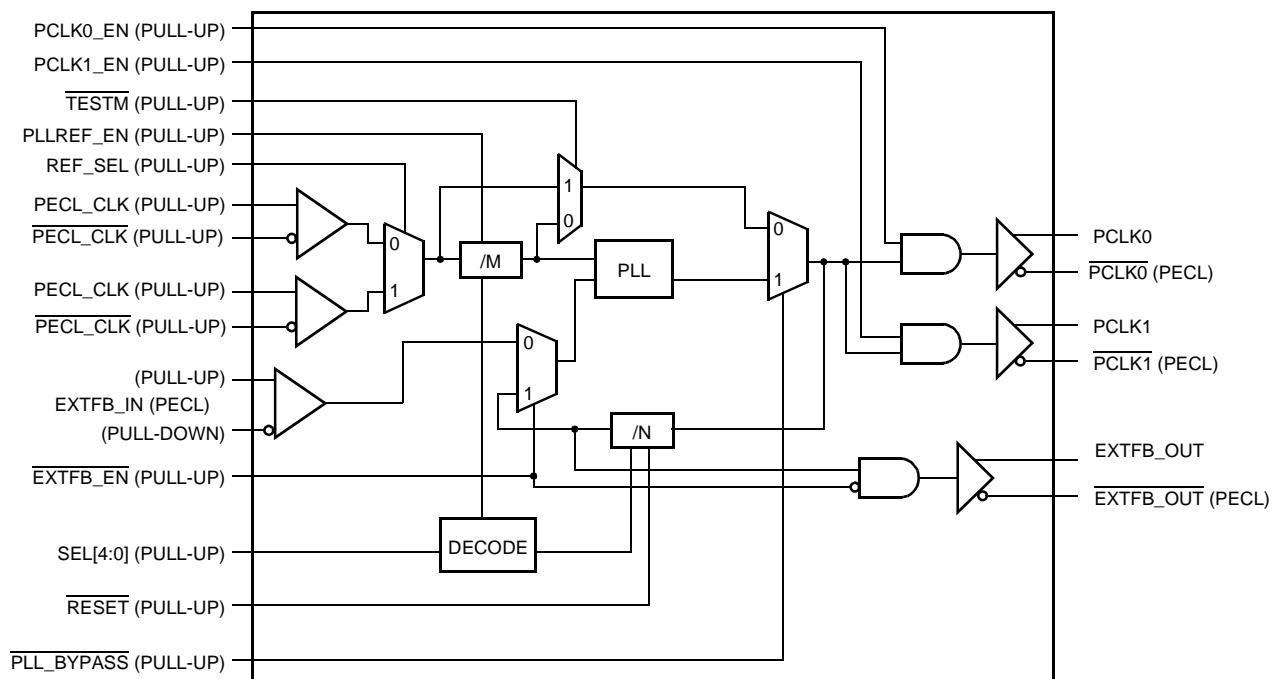 PCLK0_EN (PULL-UP)
PCLK1_EN (PULL-UP)
TESTM (PULL-UP)
PLLREF_EN (PULL-UP)
REF_SEL (PULL-UP)
PECL_CLK (PULL-UP)
PECL_CLK (PULL-UP)
PECL_CLK (PULL-UP)
PECL_CLK (PULL-UP)
(PULL-UP)
EXTFB_IN (PECL)
(PULL-DOWN)
EXTFB_EN (PULL-UP)
SEL[4:0] (PULL-UP)
RESET (PULL-UP)
PLL_BYPASS (PULL-UP)
0
1
/M
1
0
PLL
0
1
0
1
/N
DECODE
PCLK0
PCLK0 (PECL)
PCLK1
PCLK1 (PECL)
EXTFB_OUT
EXTFB_OUT (PECL)